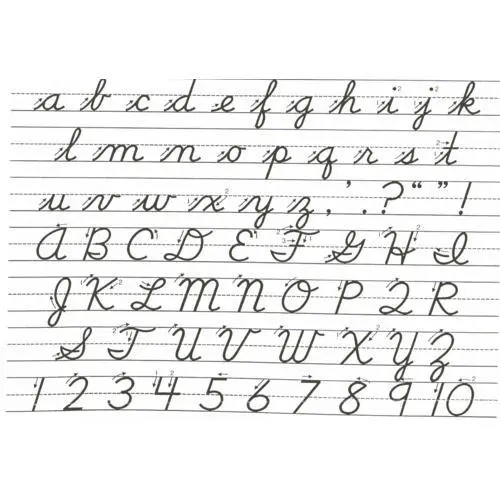 a b c d e f g h i j k
l m n o p q r s t
u v w x y z , ' . ? “ ” !
A B C D E F G H I
J K L M N O P Q R
S T U V W X Y Z
1 2 3 4 5 6 7 8 9 10